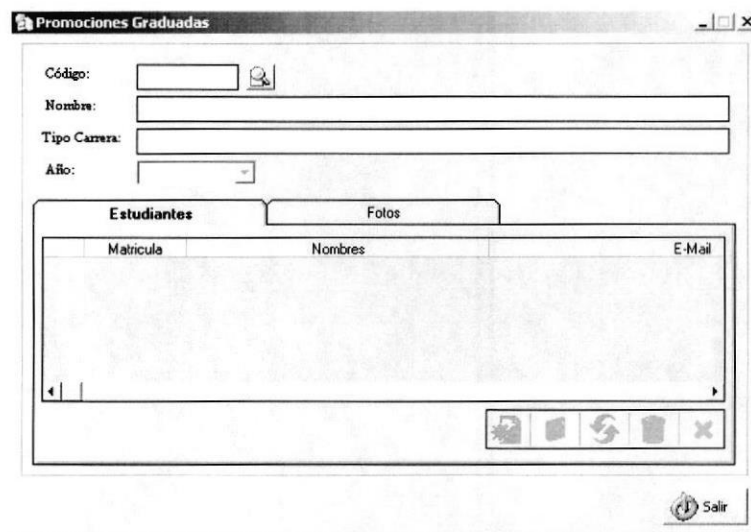 Promociones Graduadas
Código:
Nombre:
Tipo Carrera:
Año:
Estudiantes Fotos
Matricula Nombres E-Mail
Salir